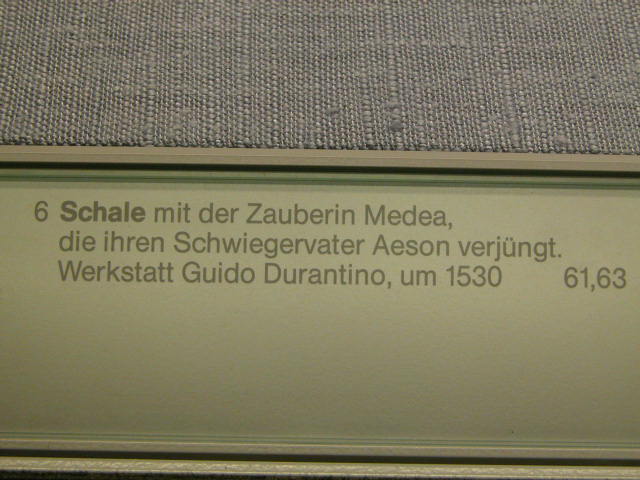 6 Schale mit der Zauberin Medea,
die ihren Schwiegervater Aeson verjüngt.
Werkstatt Guido Durantino, um 1530 61,63